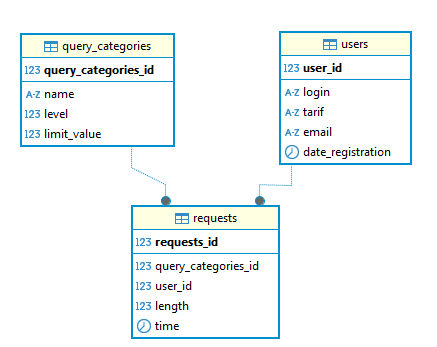 query_categories
123 query_categories_id
A-Z name
123 level
123 limit_value
users
123 user_id
A-Z login
A-Z tarif
A-Z email
date_registration
requests
123 requests_id
123 query_categories_id
123 user_id
123 length
time